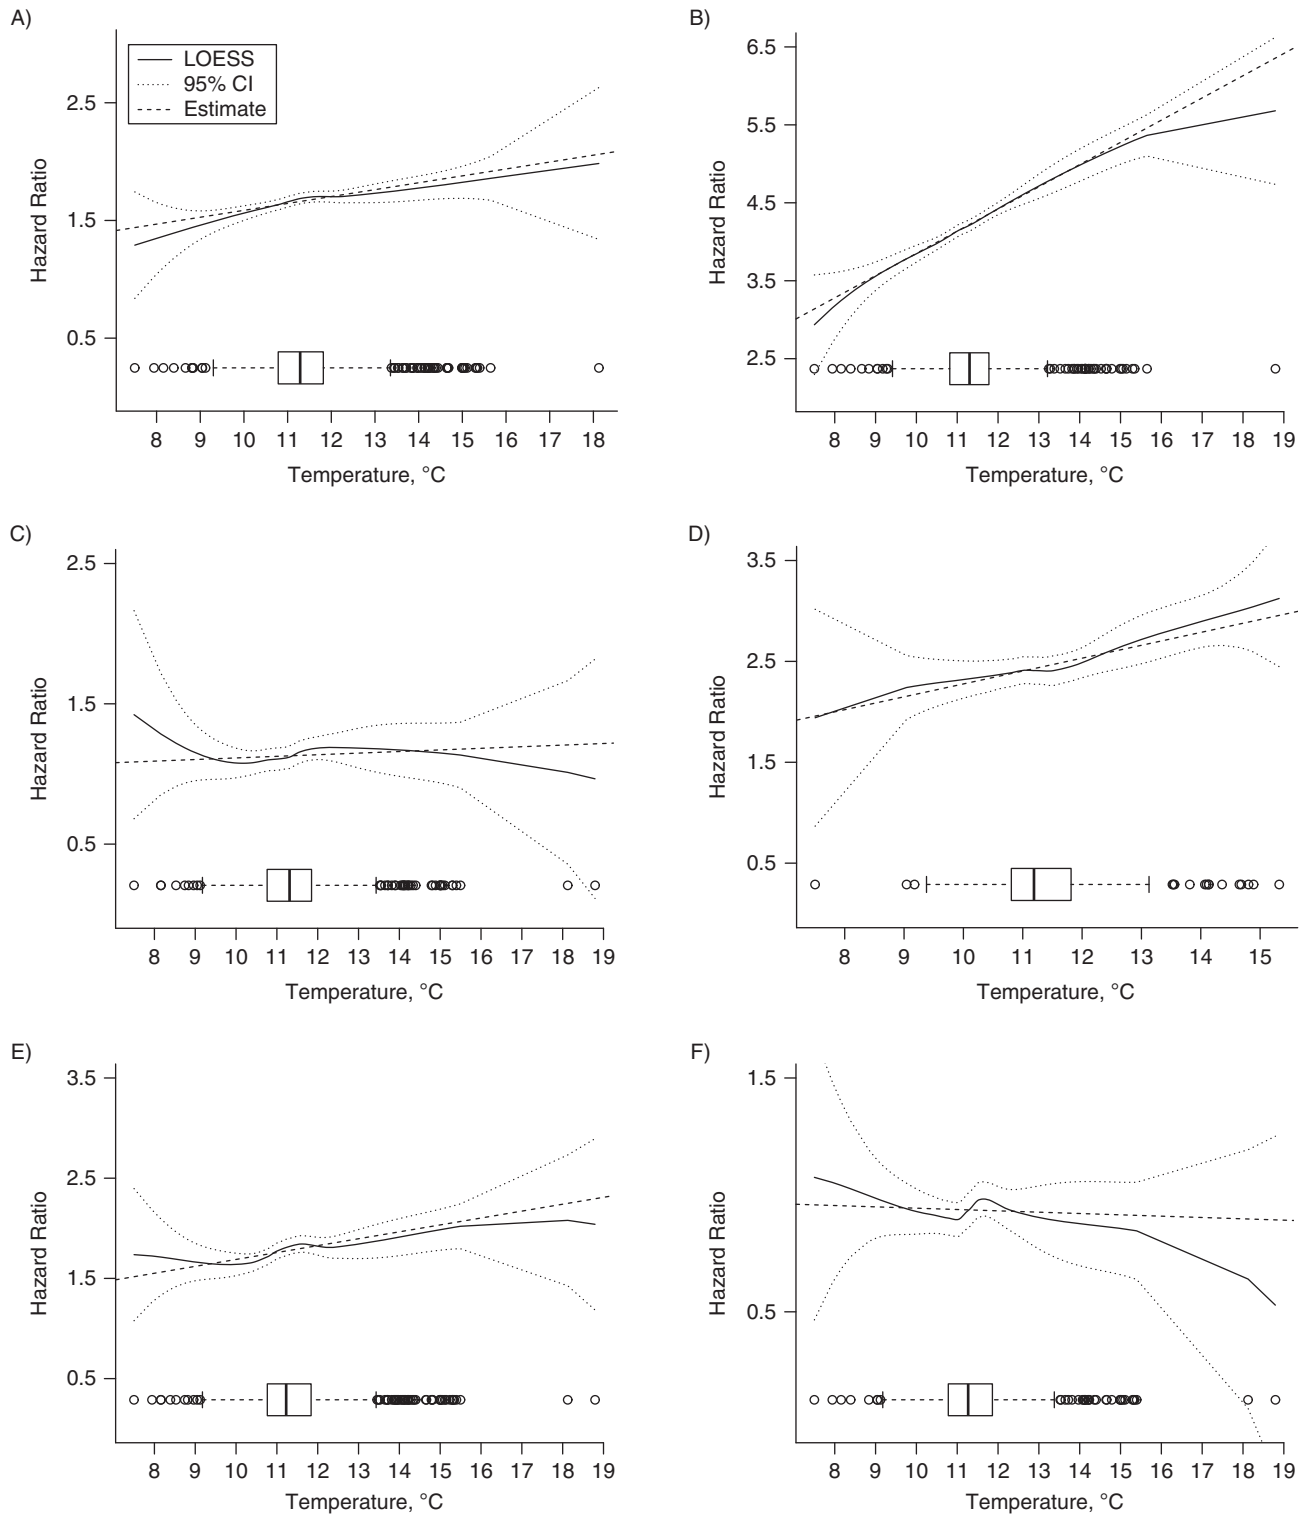 A)
LOESS
95% CI
Estimate
2.5
1.5
0.5
Hazard Ratio
8 9 10 11 12 13 14 15 16 17 18
Temperature, °C
B)
6.5
5.5
4.5
3.5
2.5
Hazard Ratio
8 9 10 11 12 13 14 15 16 17 18 19
Temperature, °C
C)
2.5
1.5
0.5
Hazard Ratio
8 9 10 11 12 13 14 15 16 17 18 19
Temperature, °C
D)
3.5
2.5
1.5
0.5
Hazard Ratio
8 9 10 11 12 13 14 15
Temperature, °C
E)
3.5
2.5
1.5
0.5
Hazard Ratio
8 9 10 11 12 13 14 15 16 17 18 19
Temperature, °C
F)
1.5
0.5
Hazard Ratio
8 9 10 11 12 13 14 15 16 17 18 19
Temperature, °C